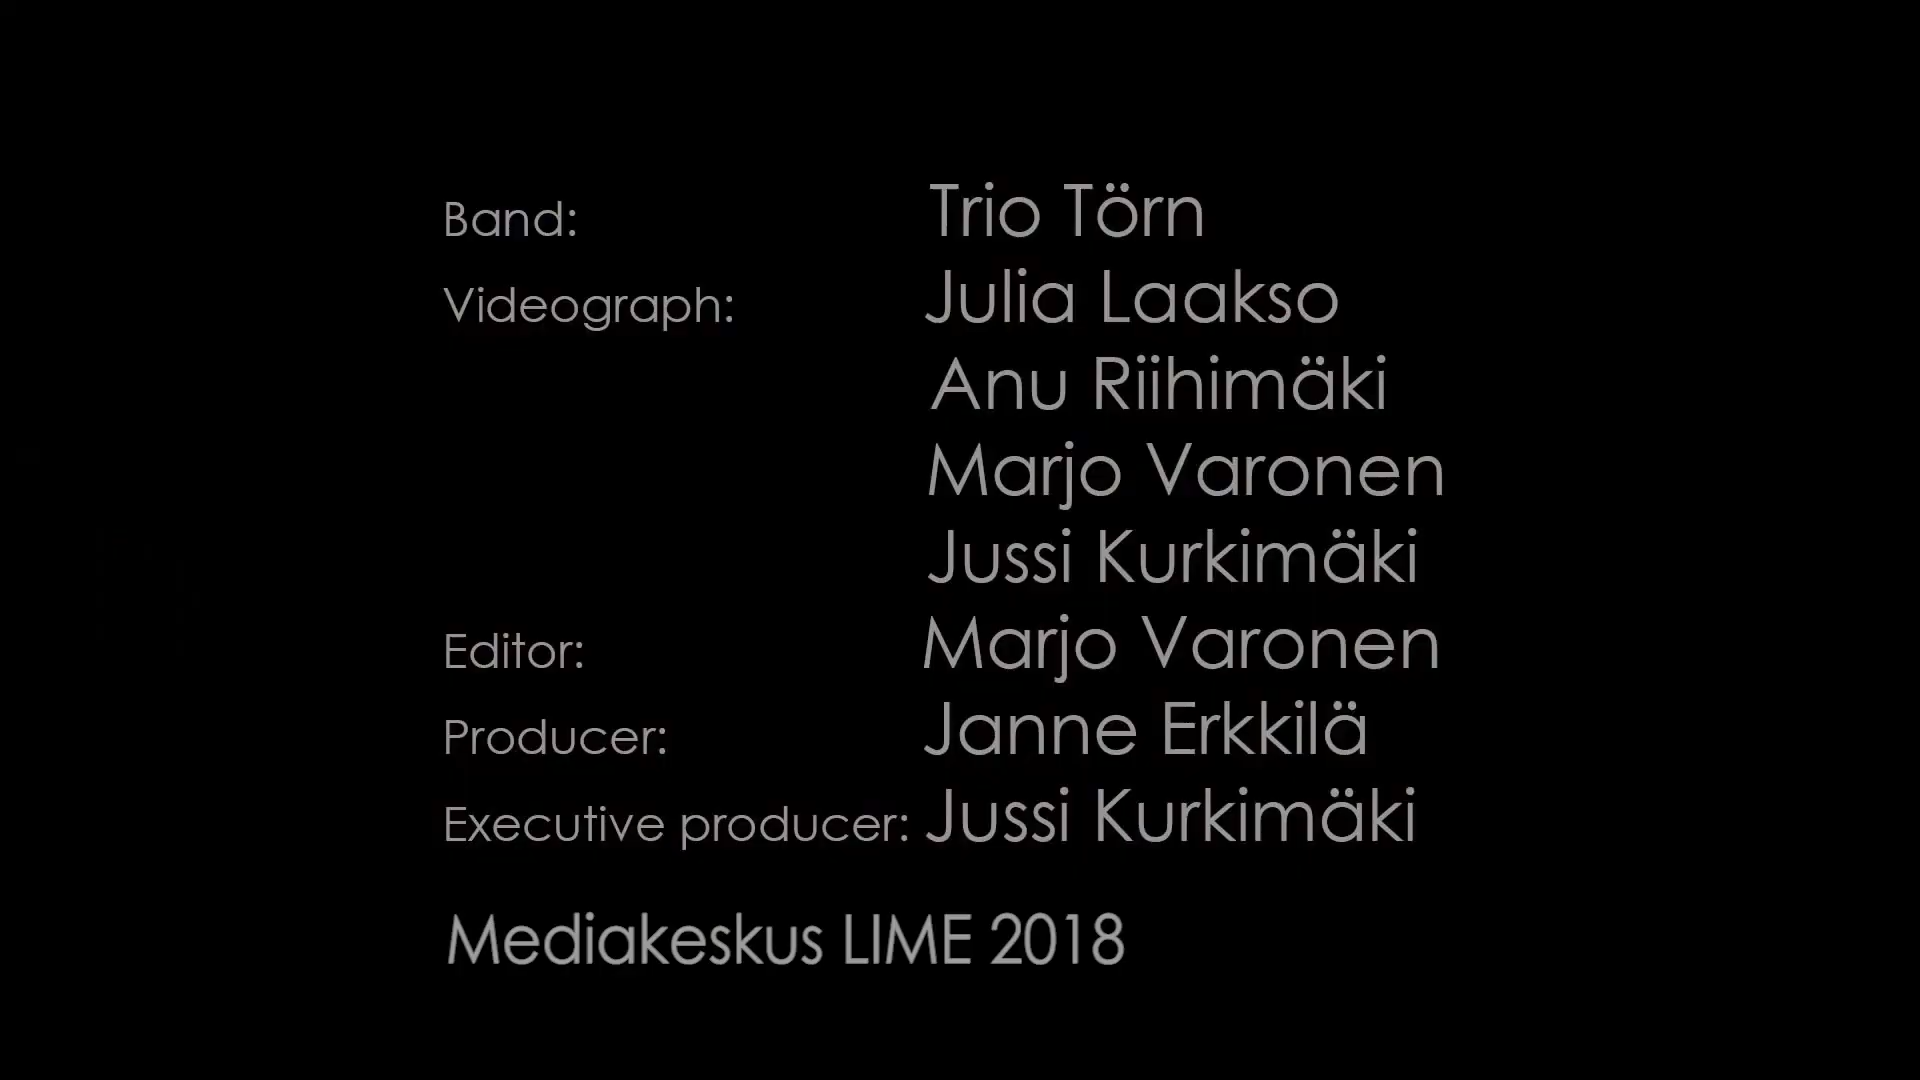 Band: Trio Törn
Videograph: Julia Laakso
Anu Riihimäki
Marjo Varonen
Jussi Kurkimäki
Editor: Marjo Varonen
Producer: Janne Erkkilä
Executive producer: Jussi Kurkimäki
Mediakeskus LIME 2018